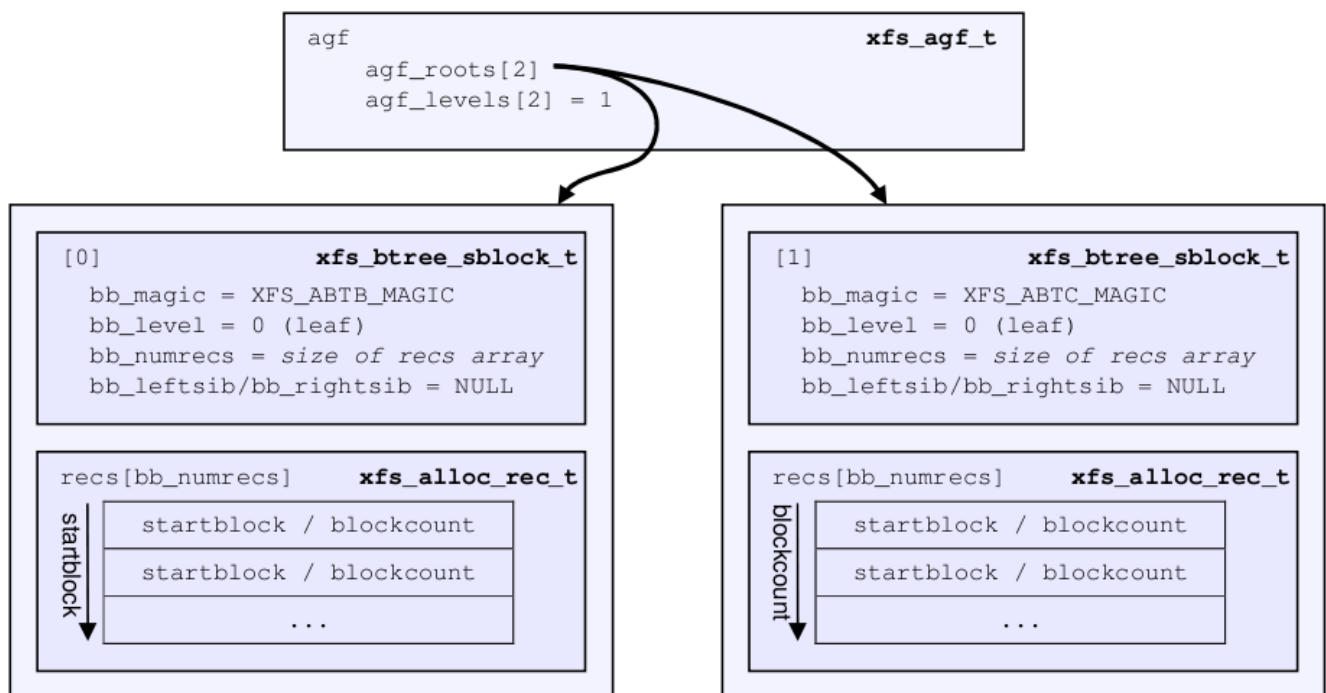 agf xfs_agf_t
agf_roots[2]
agf_levels[2] = 1
[0] xfs_btree_sblock_t
bb_magic = XFS_ABTB_MAGIC
bb_level = 0 (leaf)
bb_numrecs = size of recs array
bb_leftsib/bb_rightsib = NULL
recs[bb_numrecs] xfs_alloc_rec_t
startblock
startblock / blockcount
startblock / blockcount
...
[1] xfs_btree_sblock_t
bb_magic = XFS_ABTC_MAGIC
bb_level = 0 (leaf)
bb_numrecs = size of recs array
bb_leftsib/bb_rightsib = NULL
recs[bb_numrecs] xfs_alloc_rec_t
blockcount
startblock / blockcount
startblock / blockcount
...